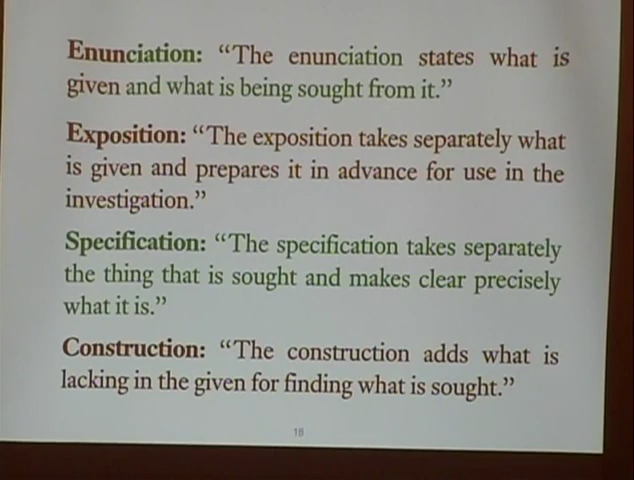 Enunciation: “The enunciation states what is
given and what is being sought from it.”
Exposition: “The exposition takes separately what
is given and prepares it in advance for use in the
investigation.”
Specification: “The specification takes separately
the thing that is sought and makes clear precisely
what it is.”
Construction: “The construction adds what is
lacking in the given for finding what is sought.”
18